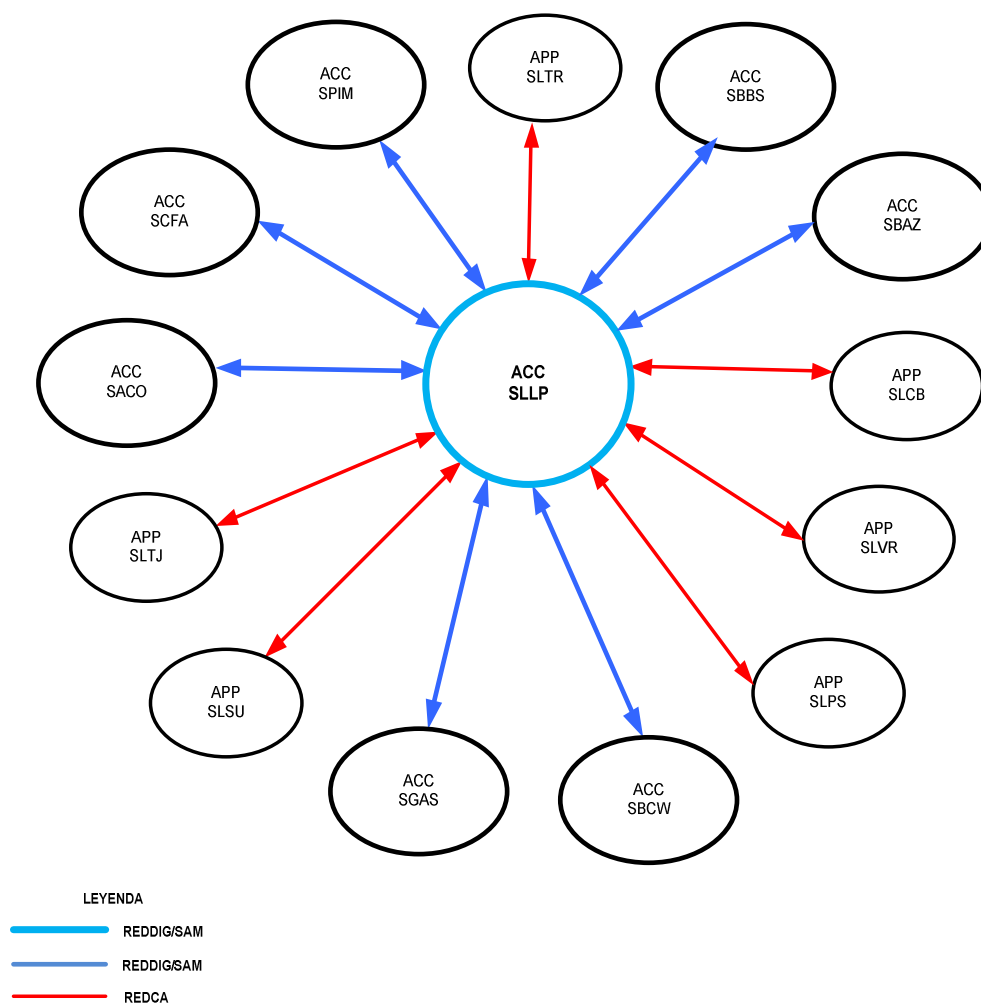 APP
SLTR
ACC
SPIM
ACC
SBBS
ACC
SCFA
ACC
SBAZ
ACC
SACO
ACC
SLLP
APP
SLCB
APP
SLTJ
APP
SLVR
APP
SLSU
APP
SLPS
ACC
SGAS
ACC
SBCW
LEYENDA
REDDIG/SAM
REDDIG/SAM
REDCA